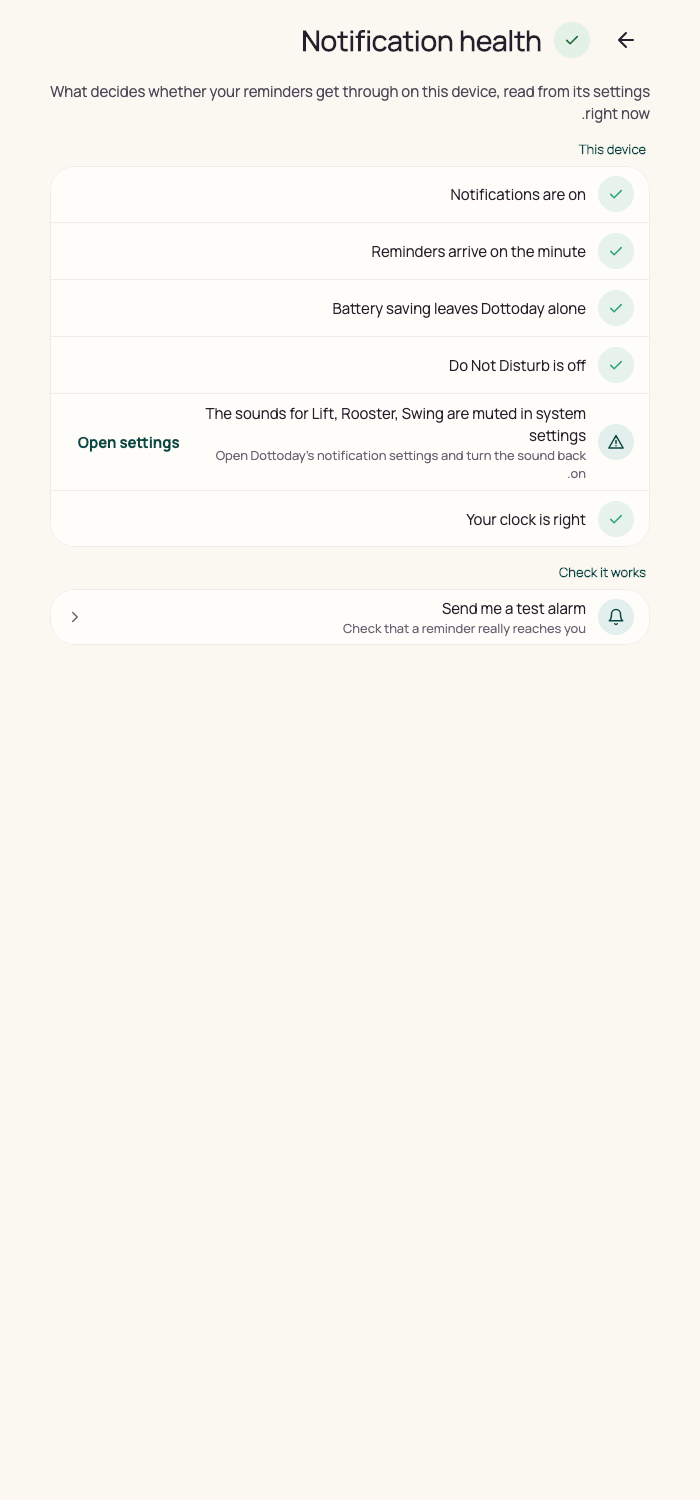 Notification health
What decides whether your reminders get through on this device, read from its settings
.right now
This device
Notifications are on
Reminders arrive on the minute
Battery saving leaves Dottoday alone
Do Not Disturb is off
The sounds for Lift, Rooster, Swing are muted in system
settings
Open Dottoday's notification settings and turn the sound back
.on
Open settings
Your clock is right
Check it works
Send me a test alarm
Check that a reminder really reaches you